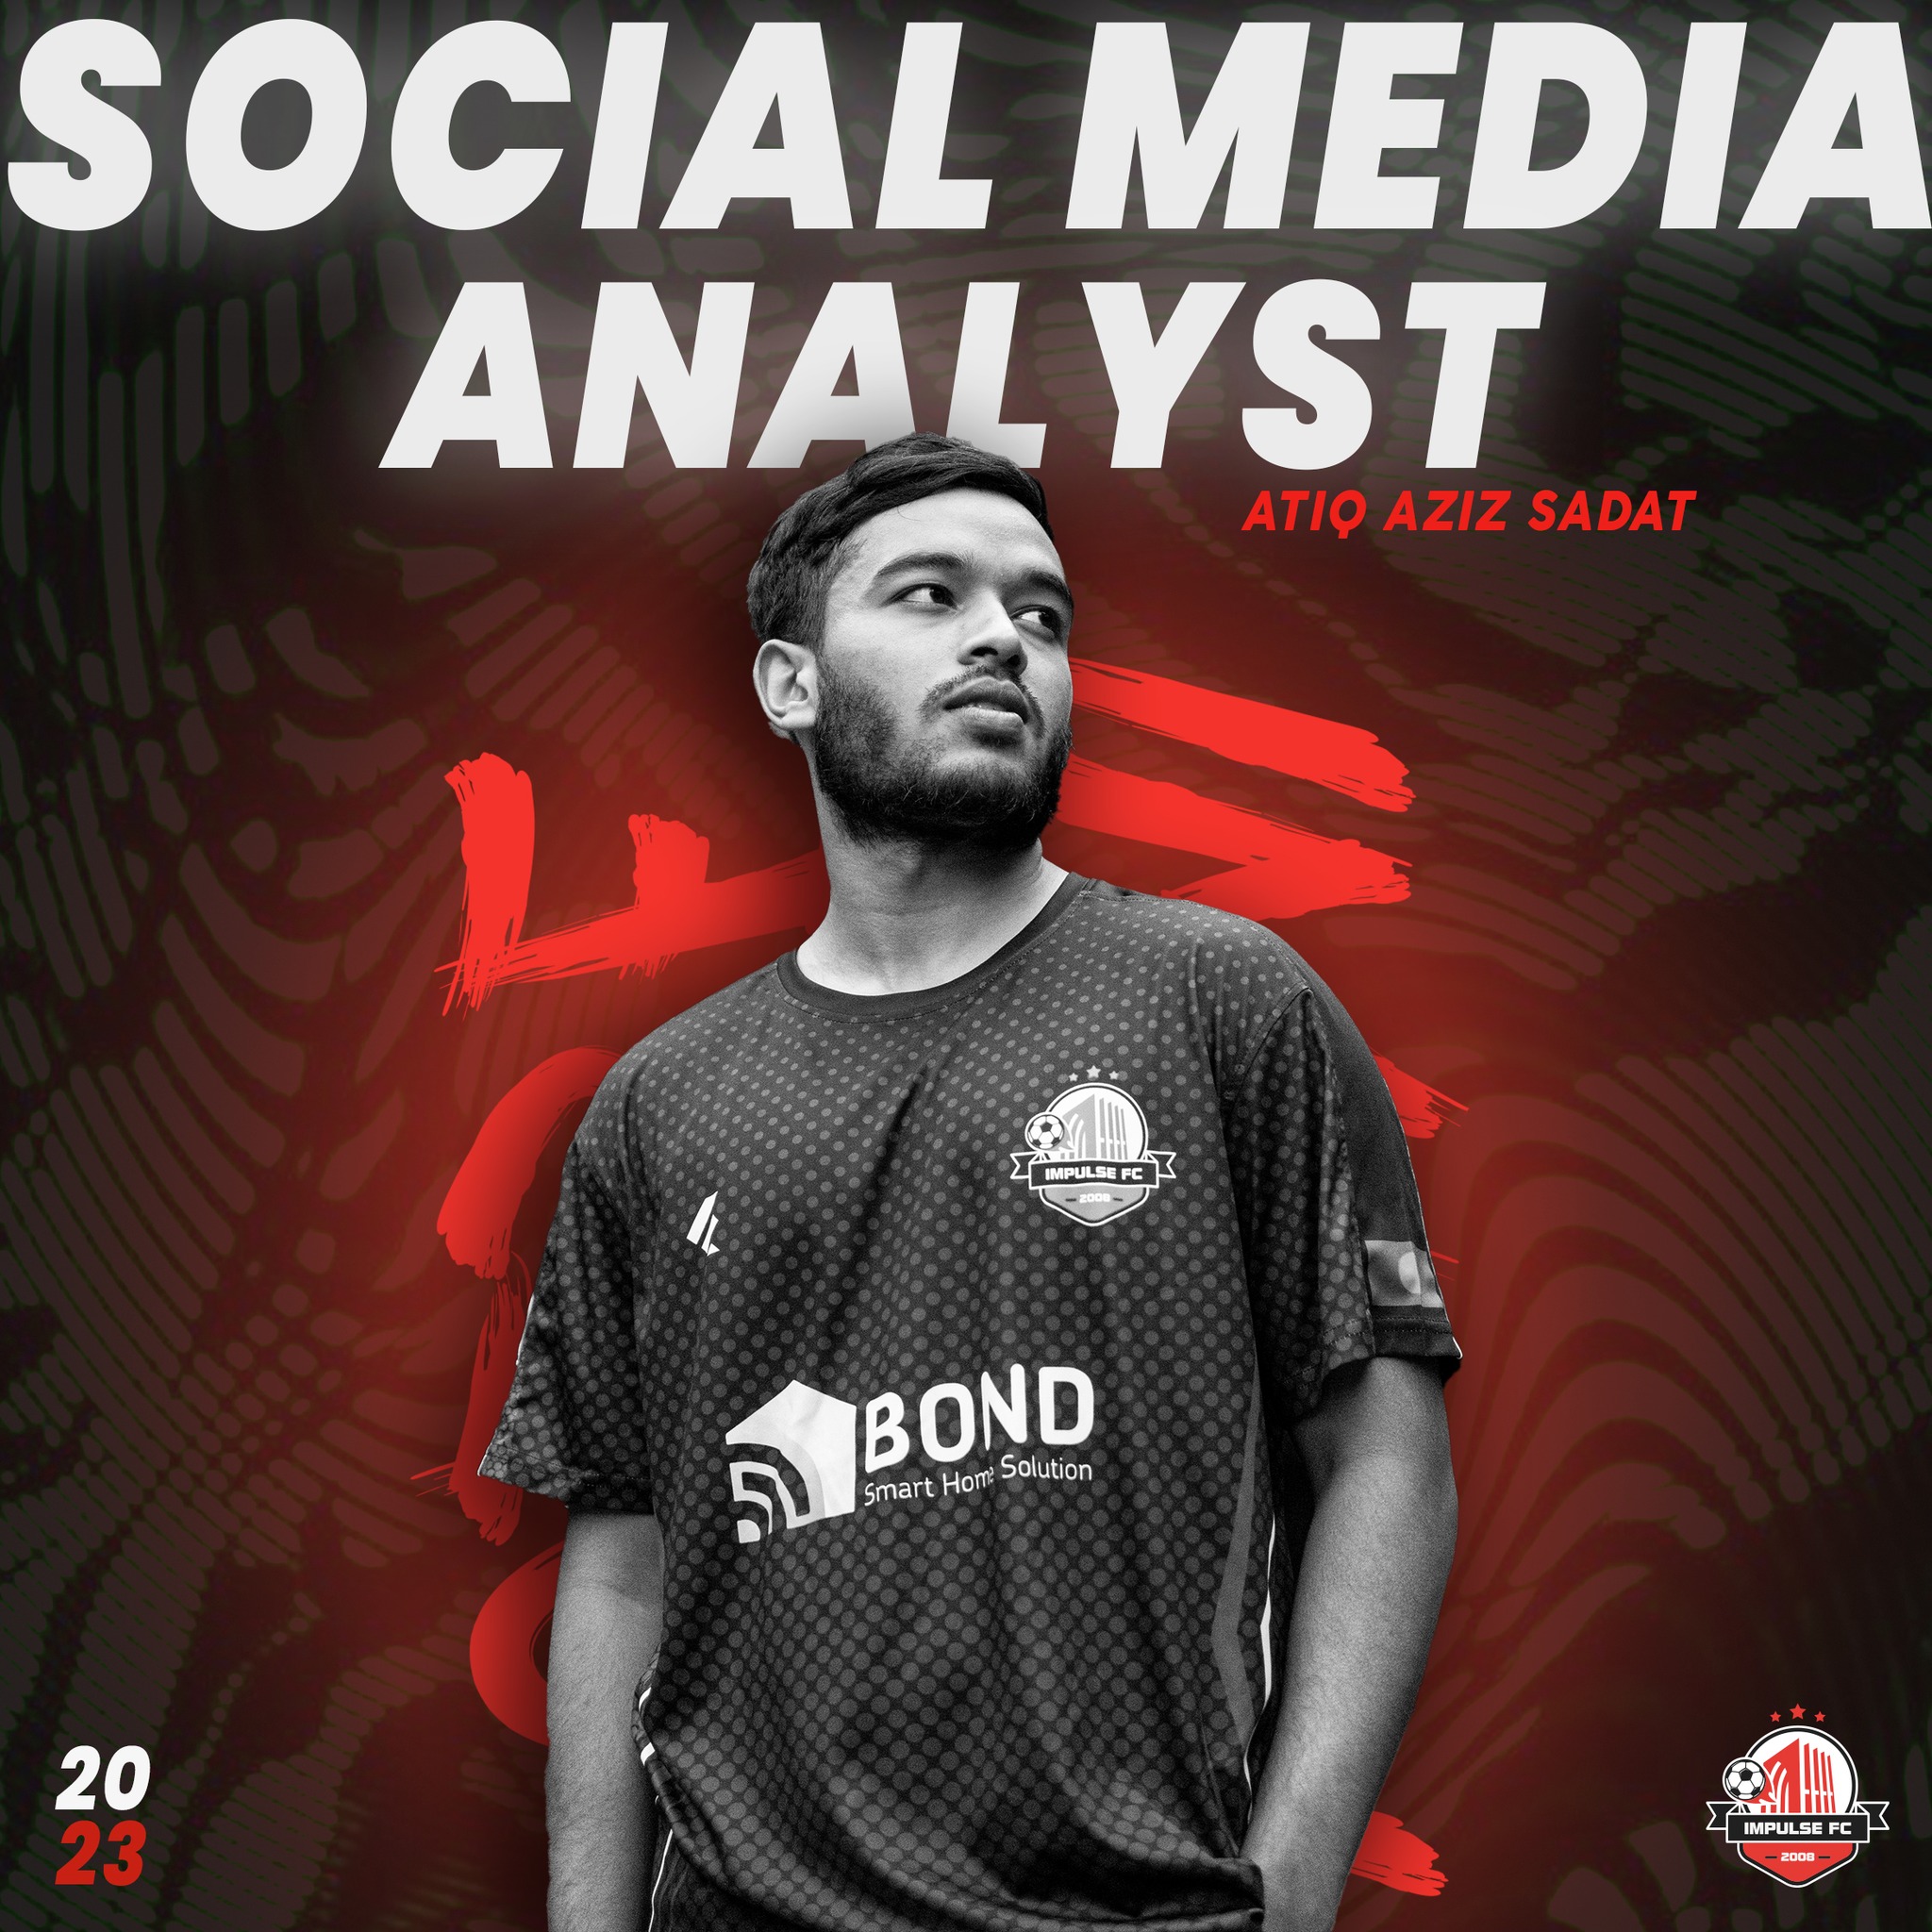 SOCIAL MEDIA
ANALYST
ATIQ AZIZ SADAT
IMPULSE FC
2008
BOND
Smart Home Solution
20
23
IMPULSE FC
2008